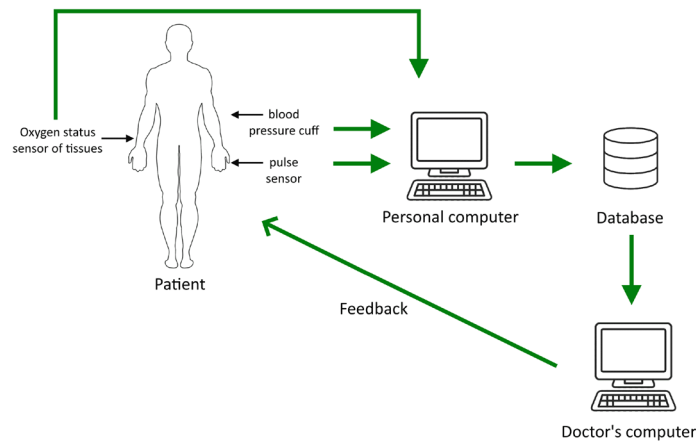 Oxygen status
sensor of tissues
blood
pressure cuff
pulse
sensor
Personal computer
Database
Patient
Feedback
Doctor's computer